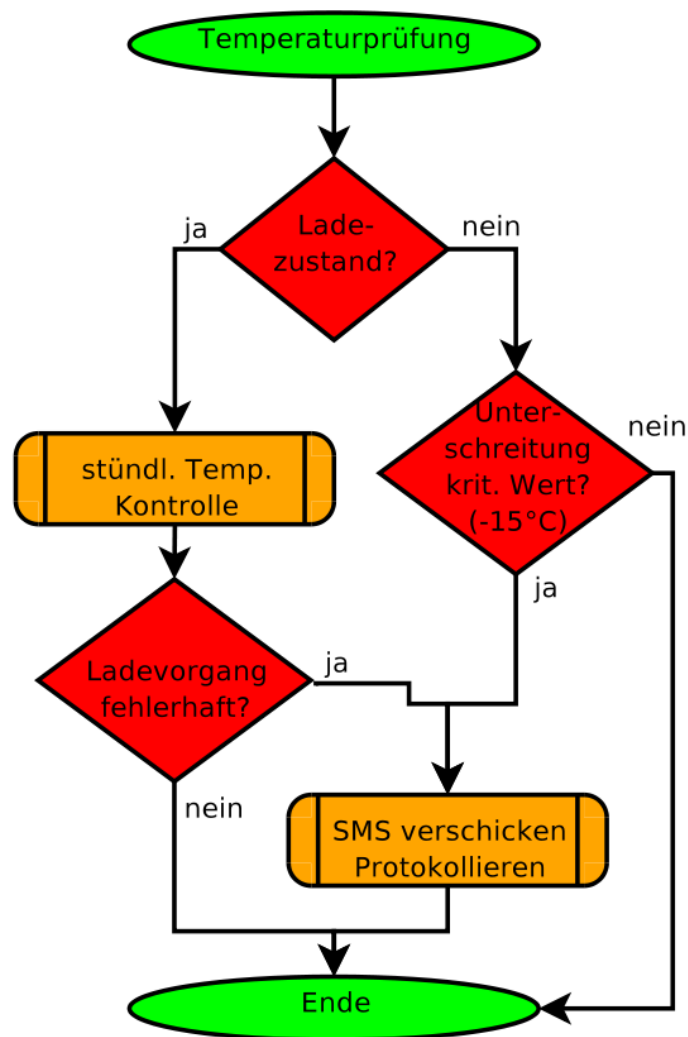 Temperaturprüfung
Lade-
zustand?
ja
nein
Unter-
schreitung
krit. Wert?
(-15°C)
nein
ja
stündl. Temp.
Kontrolle
Ladevorgang
fehlerhaft?
ja
nein
SMS verschicken
Protokollieren
Ende